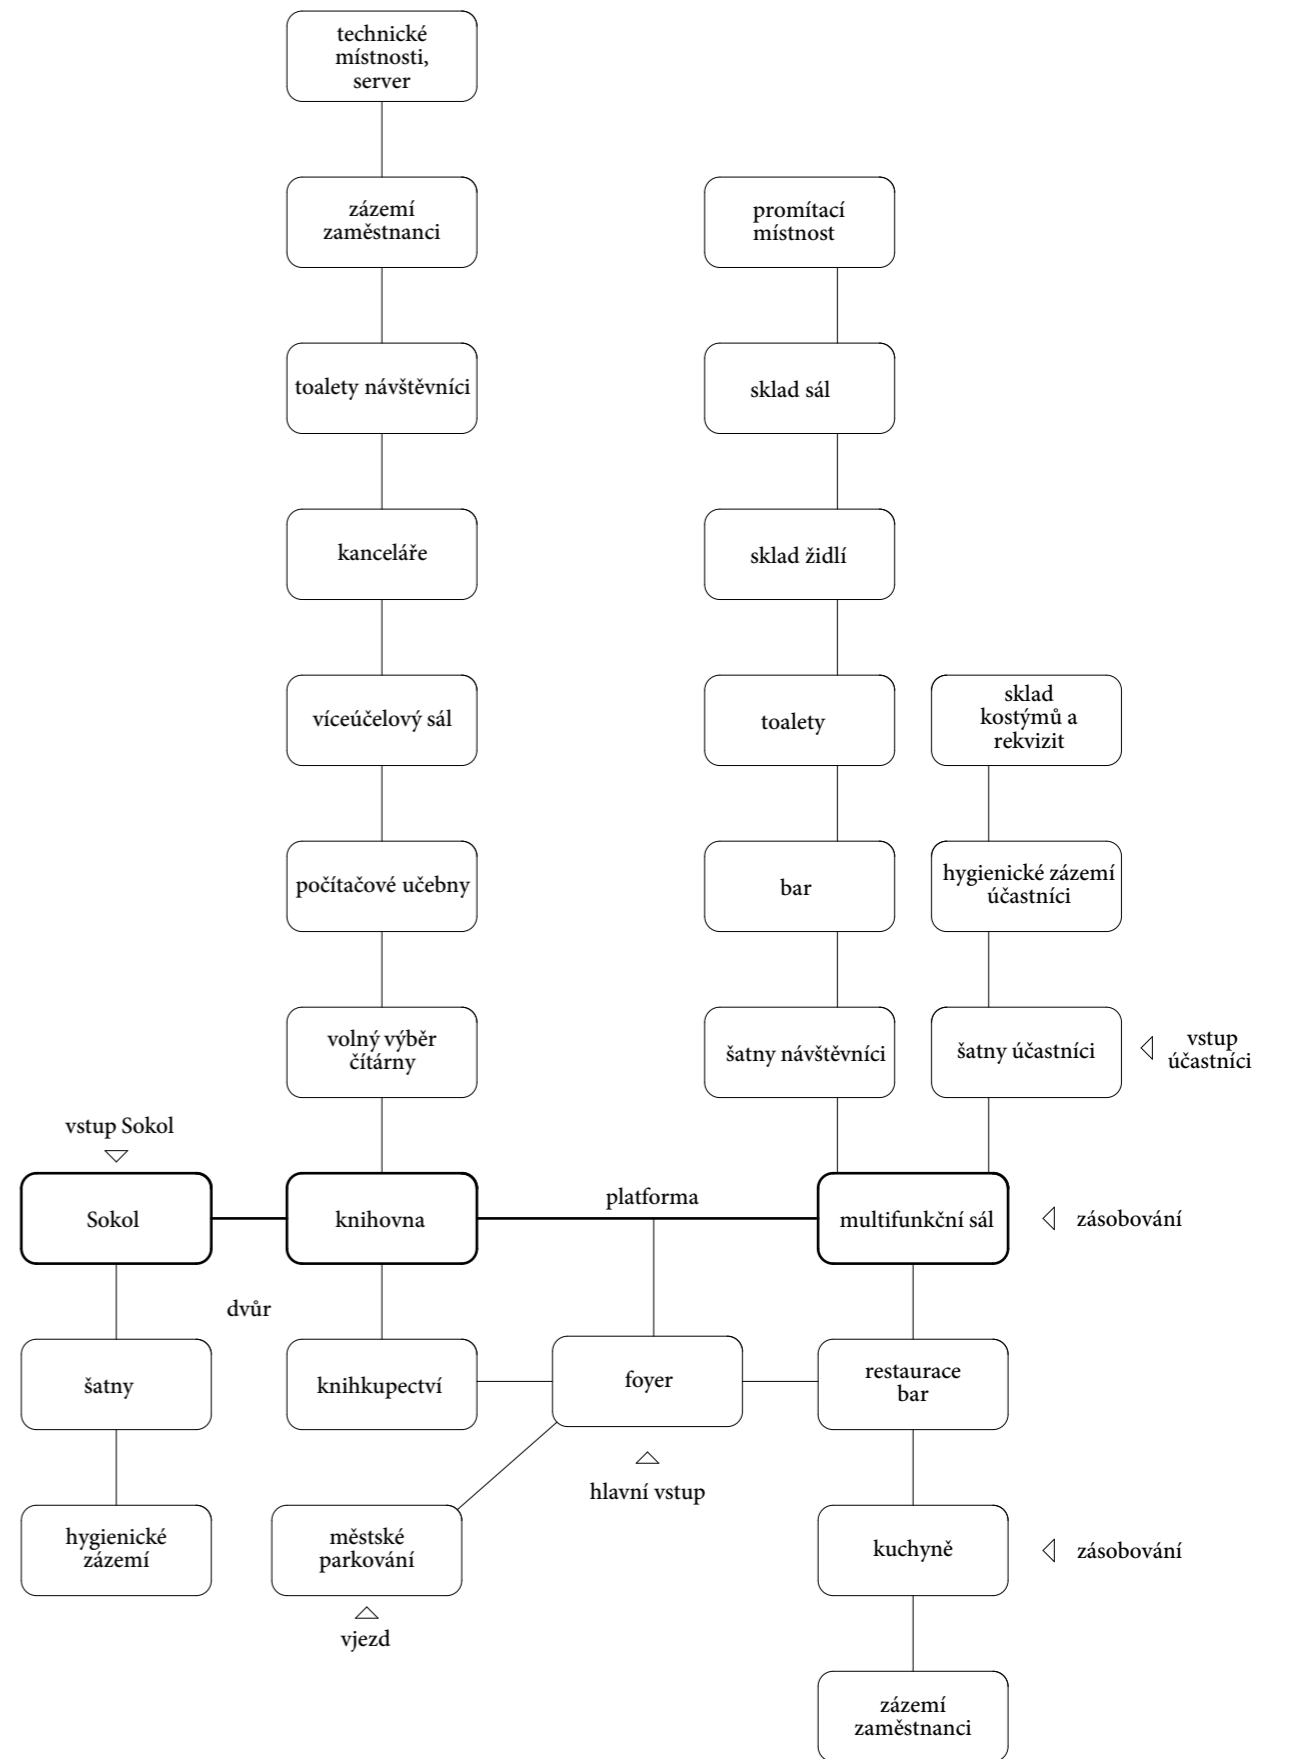 technické
místnosti,
server
zázemí
zaměstnanci
promítací
místnost
toalety návštěvníci
sklad sál
kanceláře
sklad židlí
víceúčelový sál
toalety
sklad
kostýmů a
rekvizit
počítačové učebny
bar
hygienické zázemí
účastníci
volný výběr
čítárny
šatny návštěvníci
šatny účastníci
vstup
účastníci
vstup Sokol
Sokol
knihovna
platforma
multifunkční sál
zásobování
dvůr
šatny
knihkupectví
foyer
restaurace
bar
hlavní vstup
hygienické
zázemí
městské
parkování
kuchyně
zásobování
vjezd
zázemí
zaměstnanci